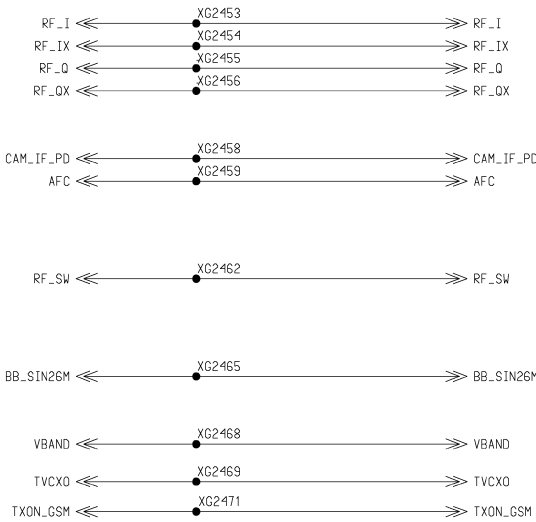 XG2453
RF_I RF_I
XG2454
RF_IX RF_IX
XG2455
RF_Q RF_Q
XG2456
RF_QX RF_QX
XG2458
CAM_IF_PD CAM_IF_PD
XG2459
AFC AFC
XG2462
RF_SW RF_SW
XG2465
BB_SIN26M BB_SIN26M
XG2468
VBAND VBAND
XG2469
TVCXO TVCXO
XG2471
TXON_GSM TXON_GSM